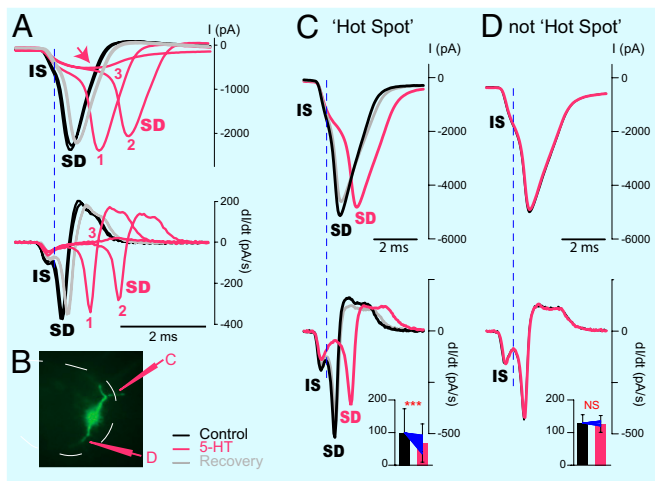 A
I (pA)
0
-1000
-2000
IS
3
SD
1
2
SD
200
0
-200
-400
dI/dt (pA/s)
3
IS
SD
1
2
SD
2 ms
B
C
D
Control
5-HT
Recovery
C 'Hot Spot'
I (pA)
0
-2000
-4000
-6000
IS
SD
SD
2 ms
IS
SD
SD
0
-500
dI/dt (pA/s)
200
100
0
***
D not 'Hot Spot'
I (pA)
0
-2000
-4000
-6000
IS
2 ms
IS
0
-500
dI/dt (pA/s)
200
100
0
NS